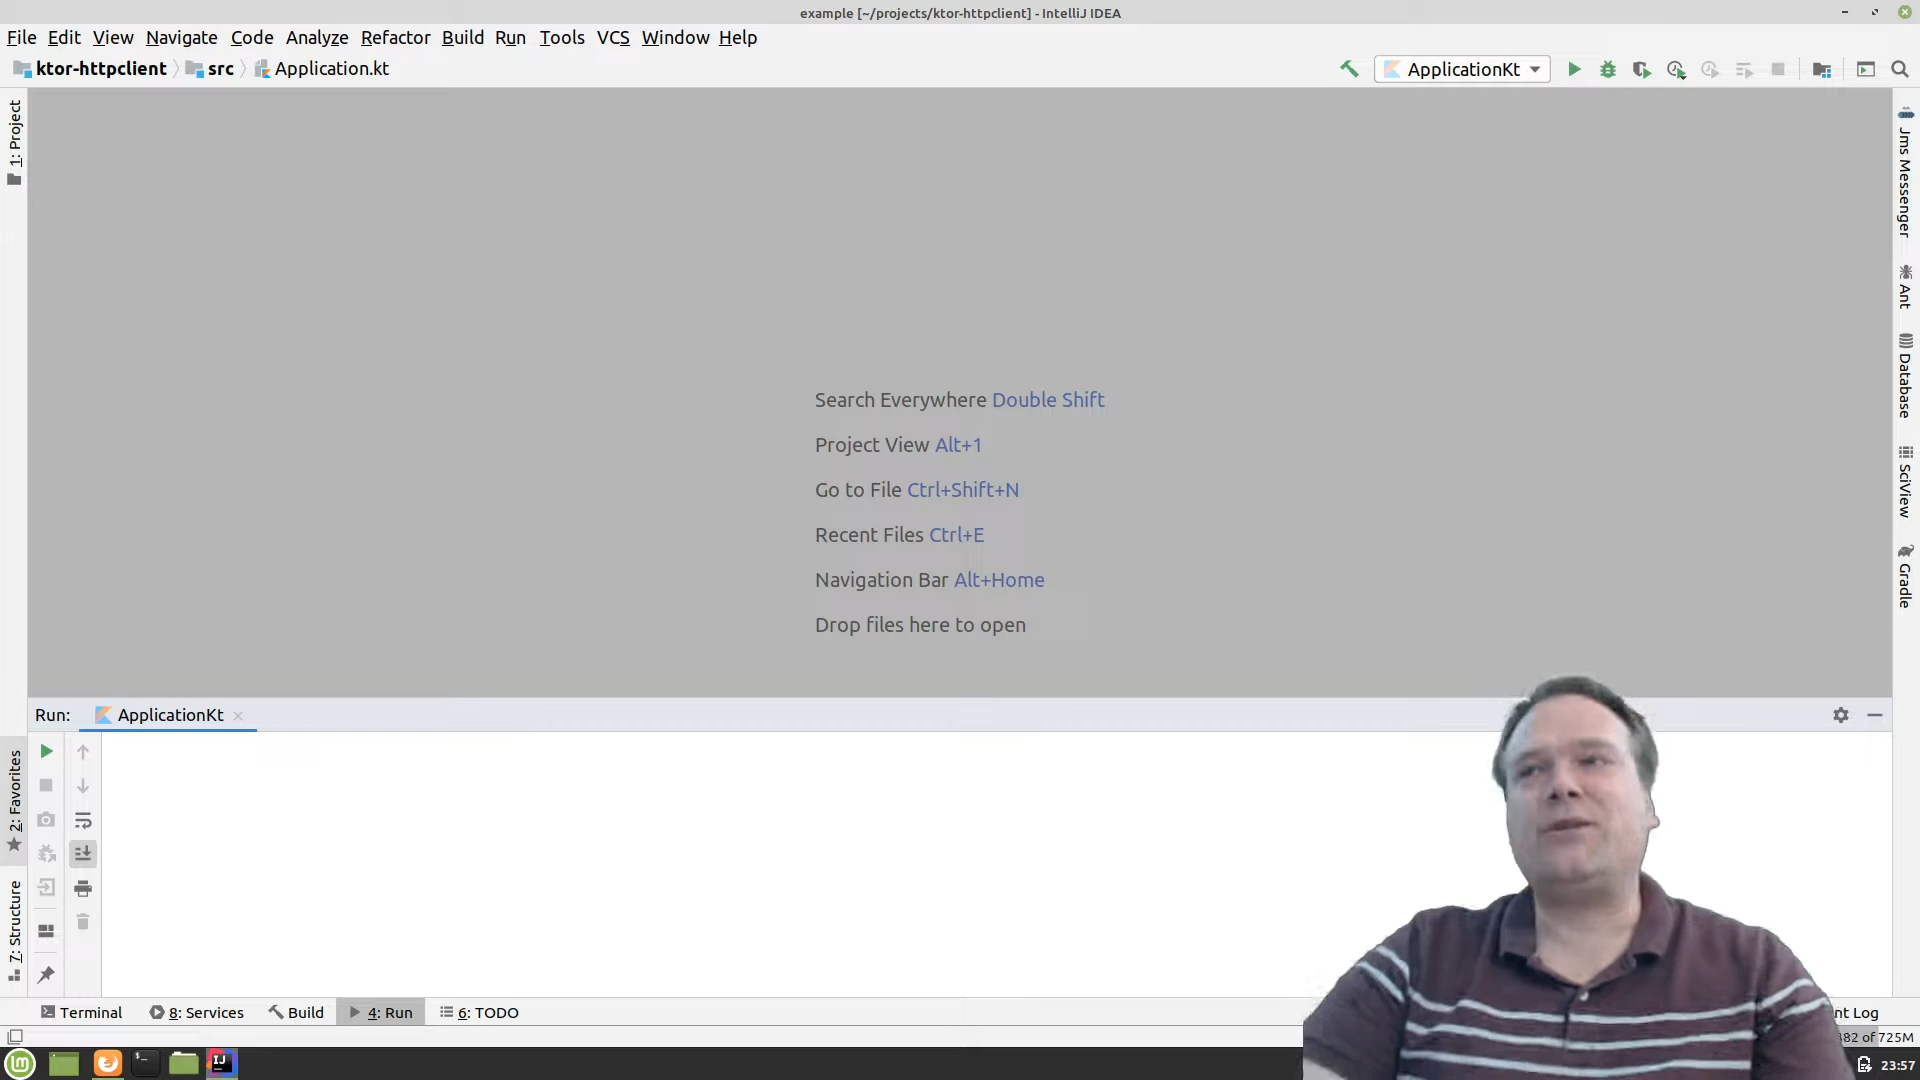 example [~/projects/ktor-httpclient] - IntelliJ IDEA
File Edit View Navigate Code Analyze Refactor Build Run Tools VCS Window Help
ktor-httpclient src Application.kt
ApplicationKt
1: Project
Search Everywhere Double Shift
Project View Alt+1
Go to File Ctrl+Shift+N
Recent Files Ctrl+E
Navigation Bar Alt+Home
Drop files here to open
Jms Messenger
Ant
Database
SciView
Gradle
Run: ApplicationKt
2: Favorites
7: Structure
Terminal 8: Services Build 4: Run 6: TODO
nt Log
382 of 725M
lm IJ 23:57